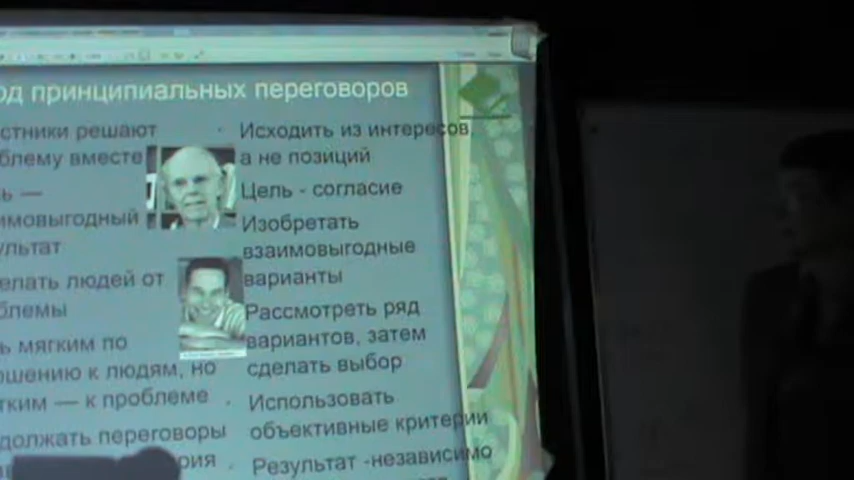 од принципиальных переговоров
стники решают
блему вместе
ь —
имовыгодный
ультат
елать людей от
блемы
ь мягким по
ошению к людям, но
тким — к проблеме
должать переговоры
ория
Исходить из интересов,
а не позиций
Цель - согласие
Изобретать
взаимовыгодные
варианты
Рассмотреть ряд
вариантов, затем
сделать выбор
Использовать
объективные критерии
Результат -независимо